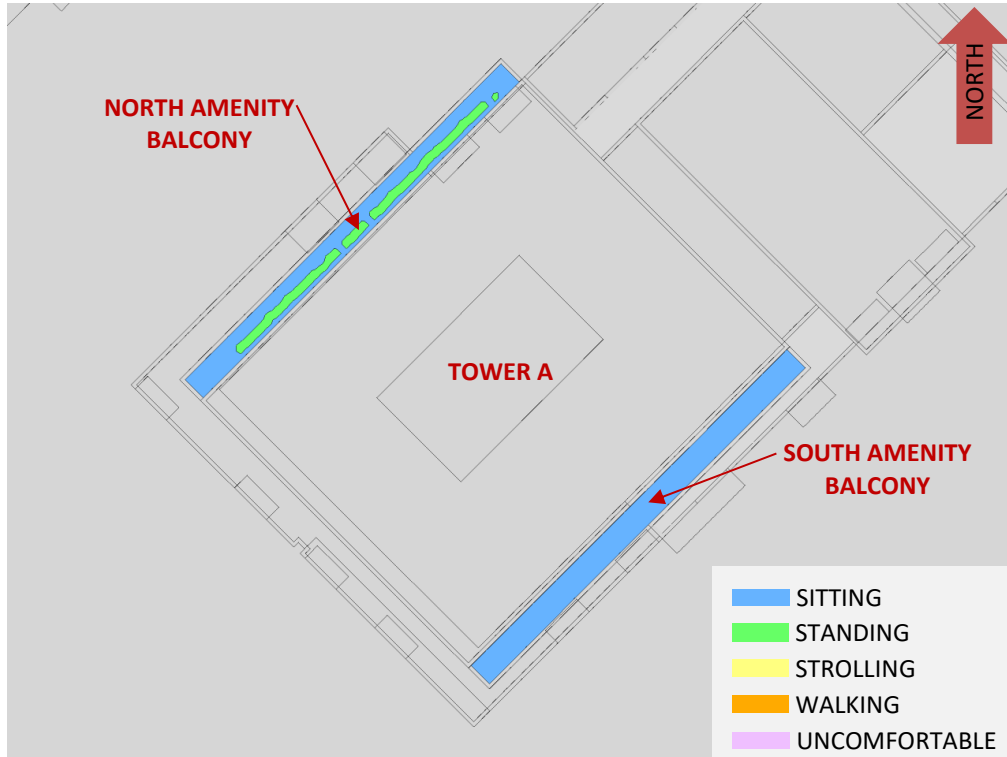 NORTH
NORTH AMENITY
BALCONY
TOWER A
SOUTH AMENITY
BALCONY
SITTING
STANDING
STROLLING
WALKING
UNCOMFORTABLE